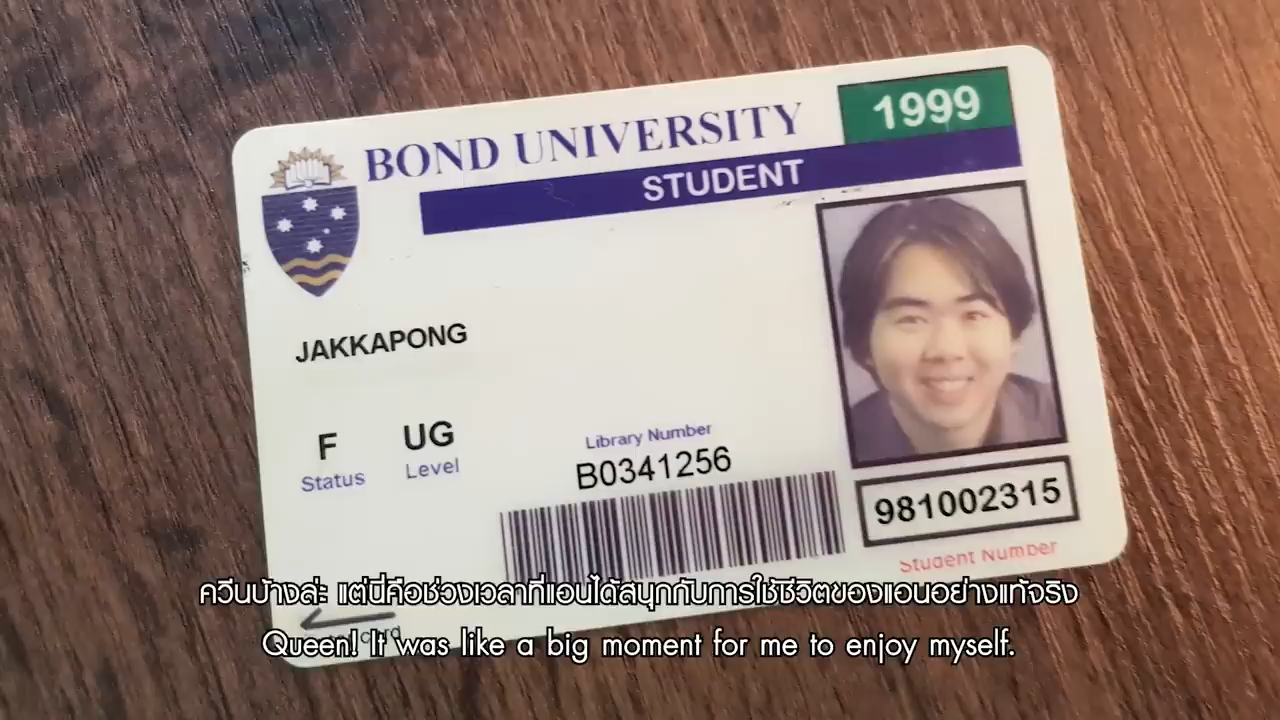 BOND UNIVERSITY
1999
STUDENT
JAKKAPONG
F
Status
UG
Level
Library Number
B0341256
981002315
Student Number
ควีนบ้างล่ะ แต่นี่คือช่วงเวลาที่แอนได้สนุกกับการใช้ชีวิตของแอนอย่างแท้จริง
Queen! It was like a big moment for me to enjoy myself.